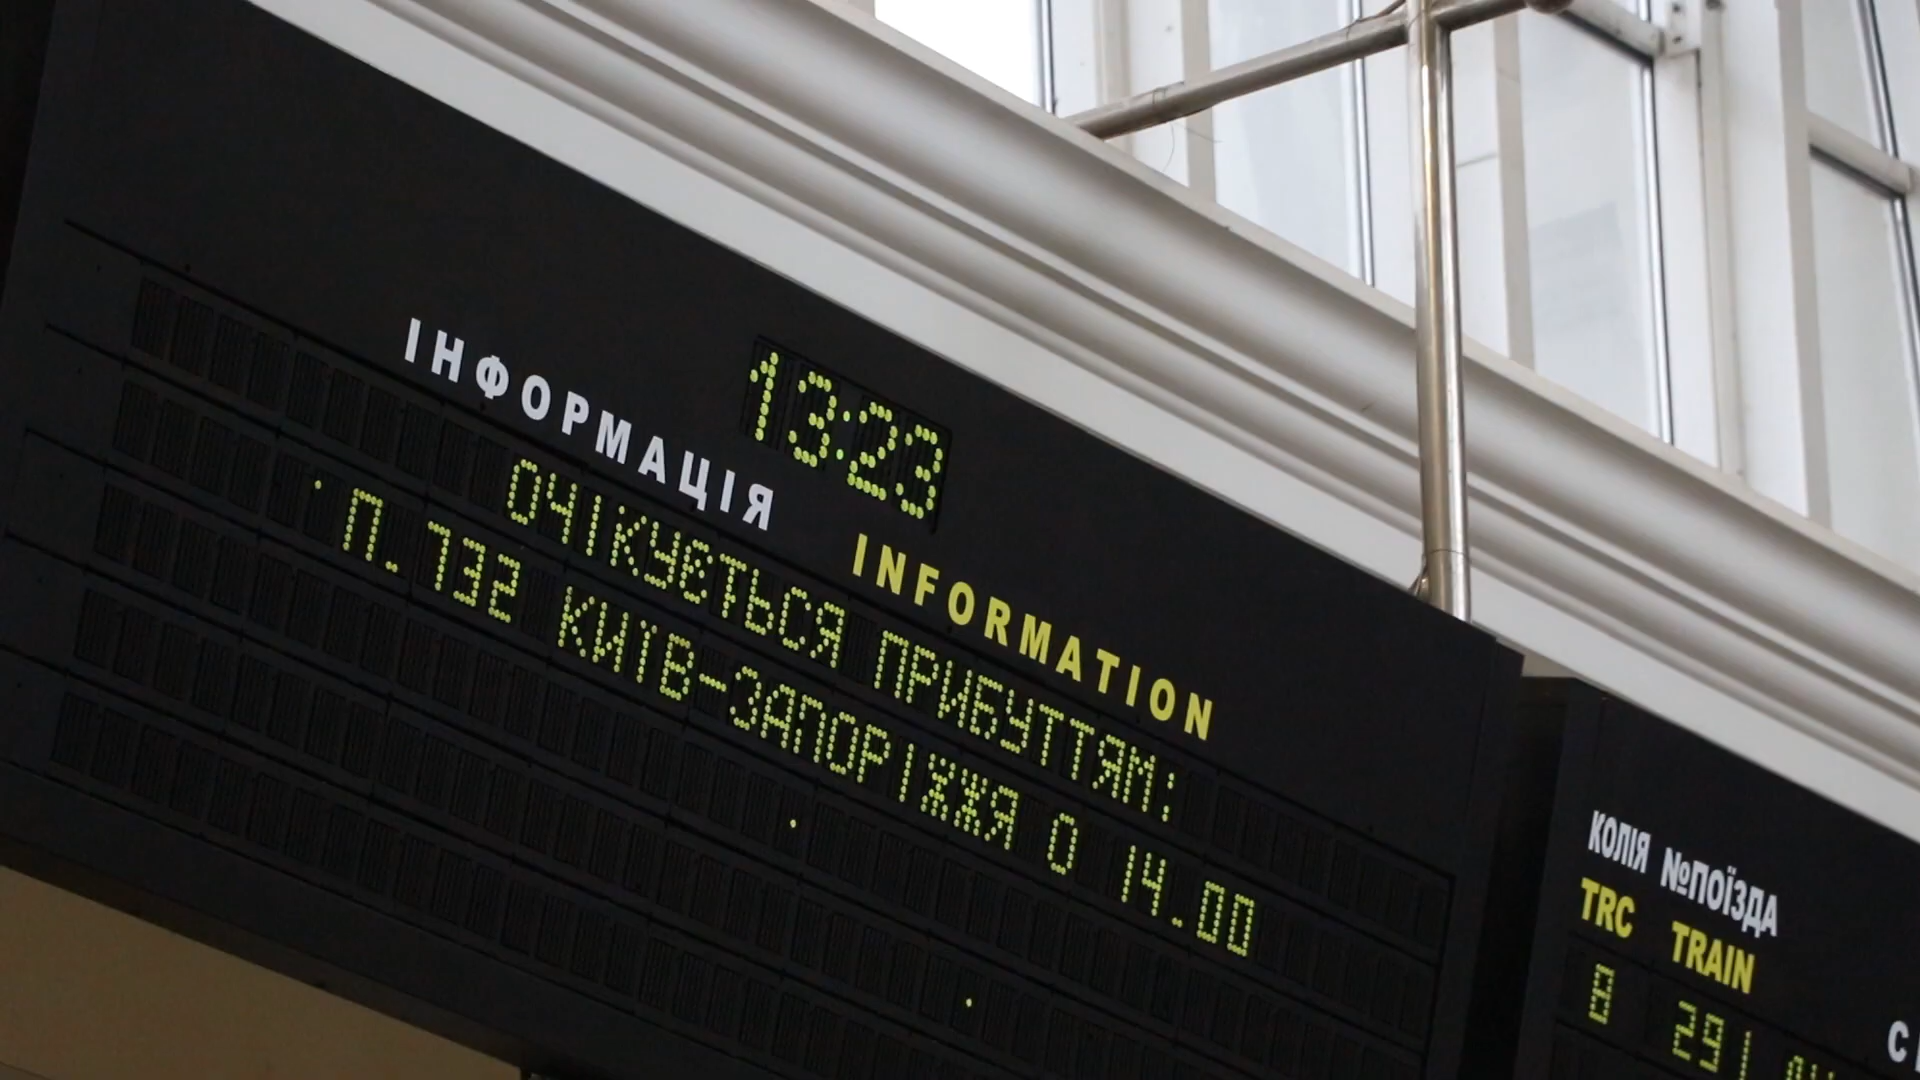 13:23
ІНФОРМАЦІЯ INFORMATION
ОЧІКУЄТЬСЯ ПРИБУТТЯМ:
П. 732 КИЇВ-ЗАПОРІЖЖЯ О 14.00
КОЛІЯ №ПОЇЗДА
TRC TRAIN
8 291